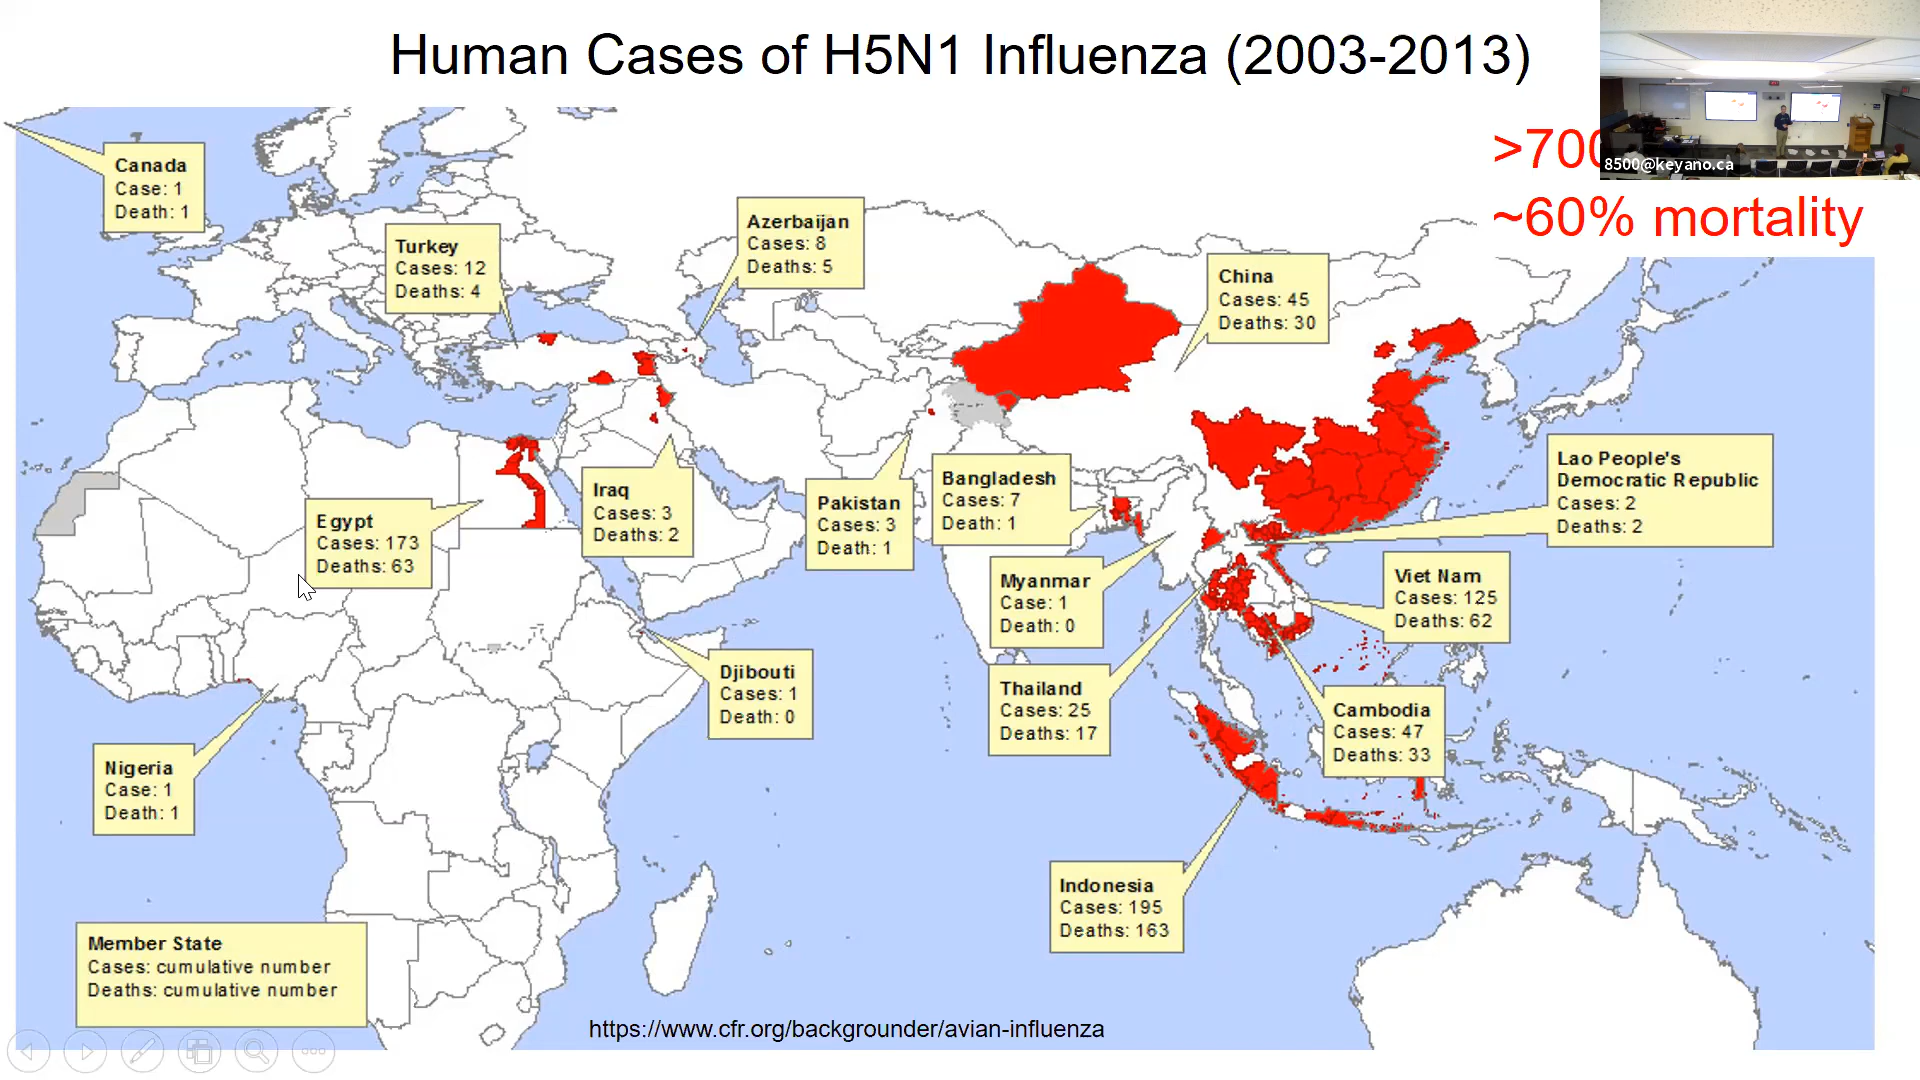 Human Cases of H5N1 Influenza (2003-2013)
>700
~60% mortality
8500@keyano.ca
Canada
Case: 1
Death: 1
Turkey
Cases: 12
Deaths: 4
Azerbaijan
Cases: 8
Deaths: 5
China
Cases: 45
Deaths: 30
Egypt
Cases: 173
Deaths: 63
Iraq
Cases: 3
Deaths: 2
Pakistan
Cases: 3
Death: 1
Bangladesh
Cases: 7
Death: 1
Lao People's
Democratic Republic
Cases: 2
Deaths: 2
Myanmar
Case: 1
Death: 0
Viet Nam
Cases: 125
Deaths: 62
Djibouti
Cases: 1
Death: 0
Thailand
Cases: 25
Deaths: 17
Cambodia
Cases: 47
Deaths: 33
Nigeria
Case: 1
Death: 1
Indonesia
Cases: 195
Deaths: 163
Member State
Cases: cumulative number
Deaths: cumulative number
https://www.cfr.org/backgrounder/avian-influenza